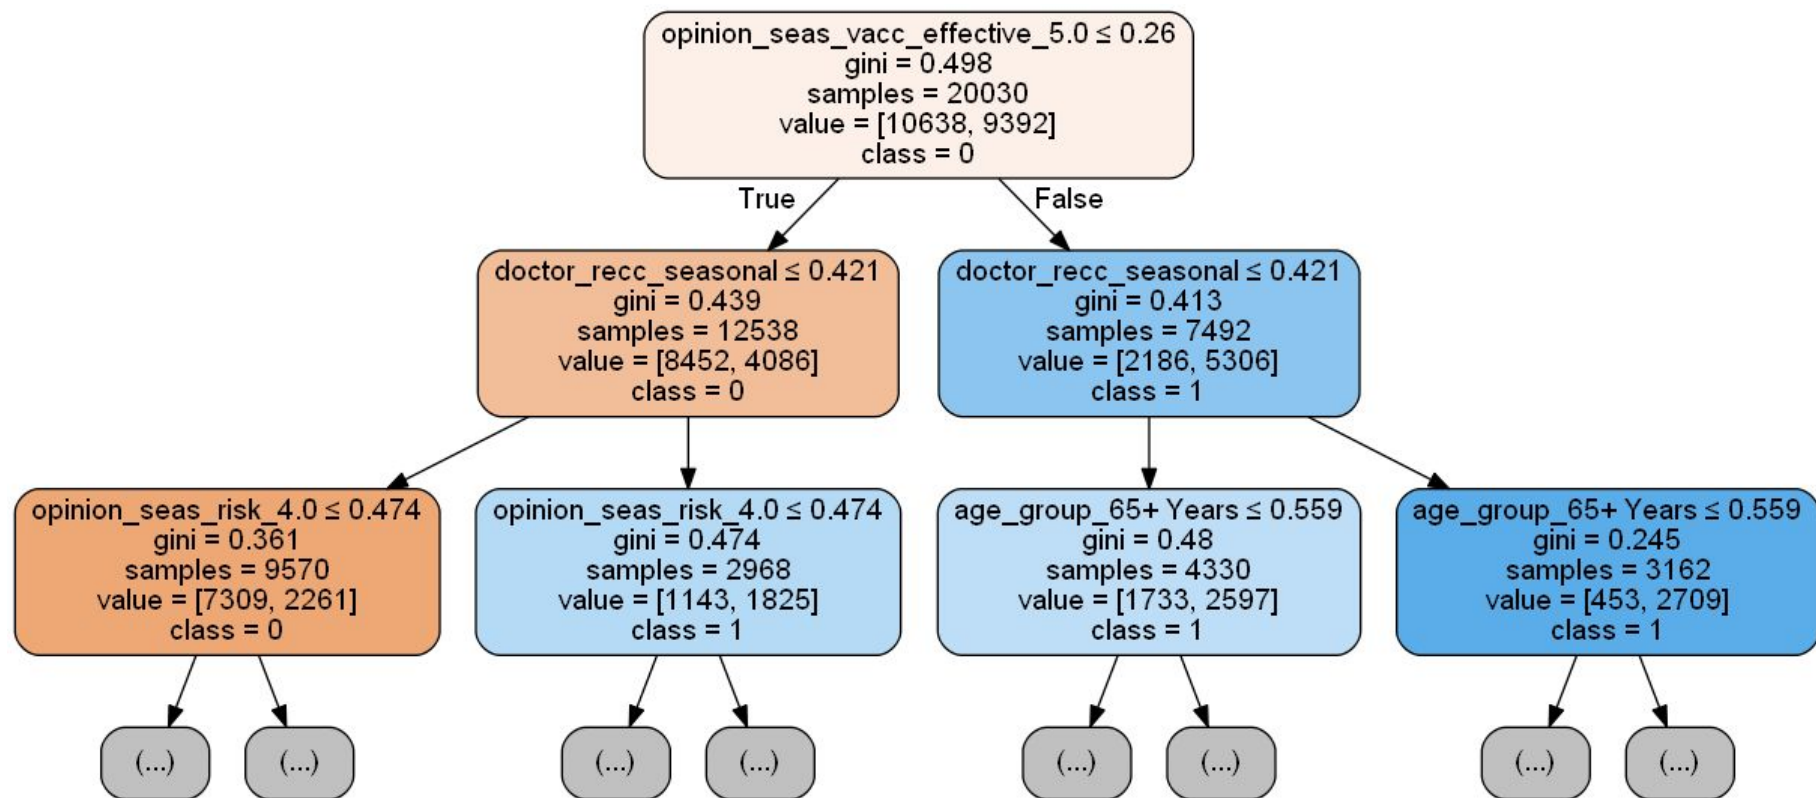 opinion_seas_vacc_effective_5.0 ≤ 0.26
gini = 0.498
samples = 20030
value = [10638, 9392]
class = 0
True
False
doctor_recc_seasonal ≤ 0.421
gini = 0.439
samples = 12538
value = [8452, 4086]
class = 0
doctor_recc_seasonal ≤ 0.421
gini = 0.413
samples = 7492
value = [2186, 5306]
class = 1
opinion_seas_risk_4.0 ≤ 0.474
gini = 0.361
samples = 9570
value = [7309, 2261]
class = 0
opinion_seas_risk_4.0 ≤ 0.474
gini = 0.474
samples = 2968
value = [1143, 1825]
class = 1
age_group_65+ Years ≤ 0.559
gini = 0.48
samples = 4330
value = [1733, 2597]
class = 1
age_group_65+ Years ≤ 0.559
gini = 0.245
samples = 3162
value = [453, 2709]
class = 1
(...)
(...)
(...)
(...)
(...)
(...)
(...)
(...)